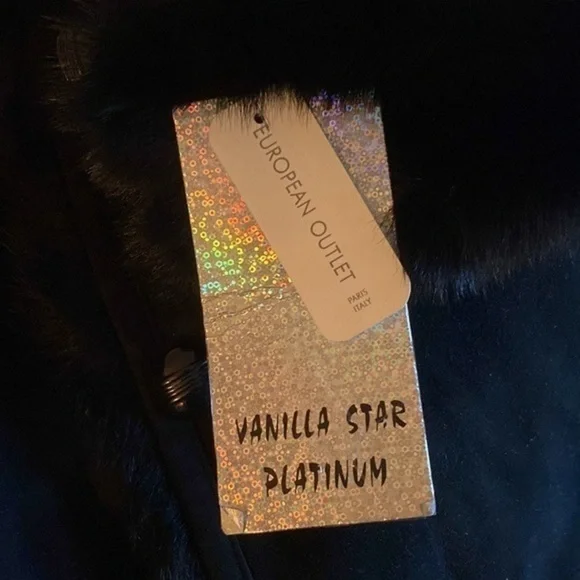 EUROPEAN OUTLET
PARIS
ITALY
VANILLA STAR
PLATINUM